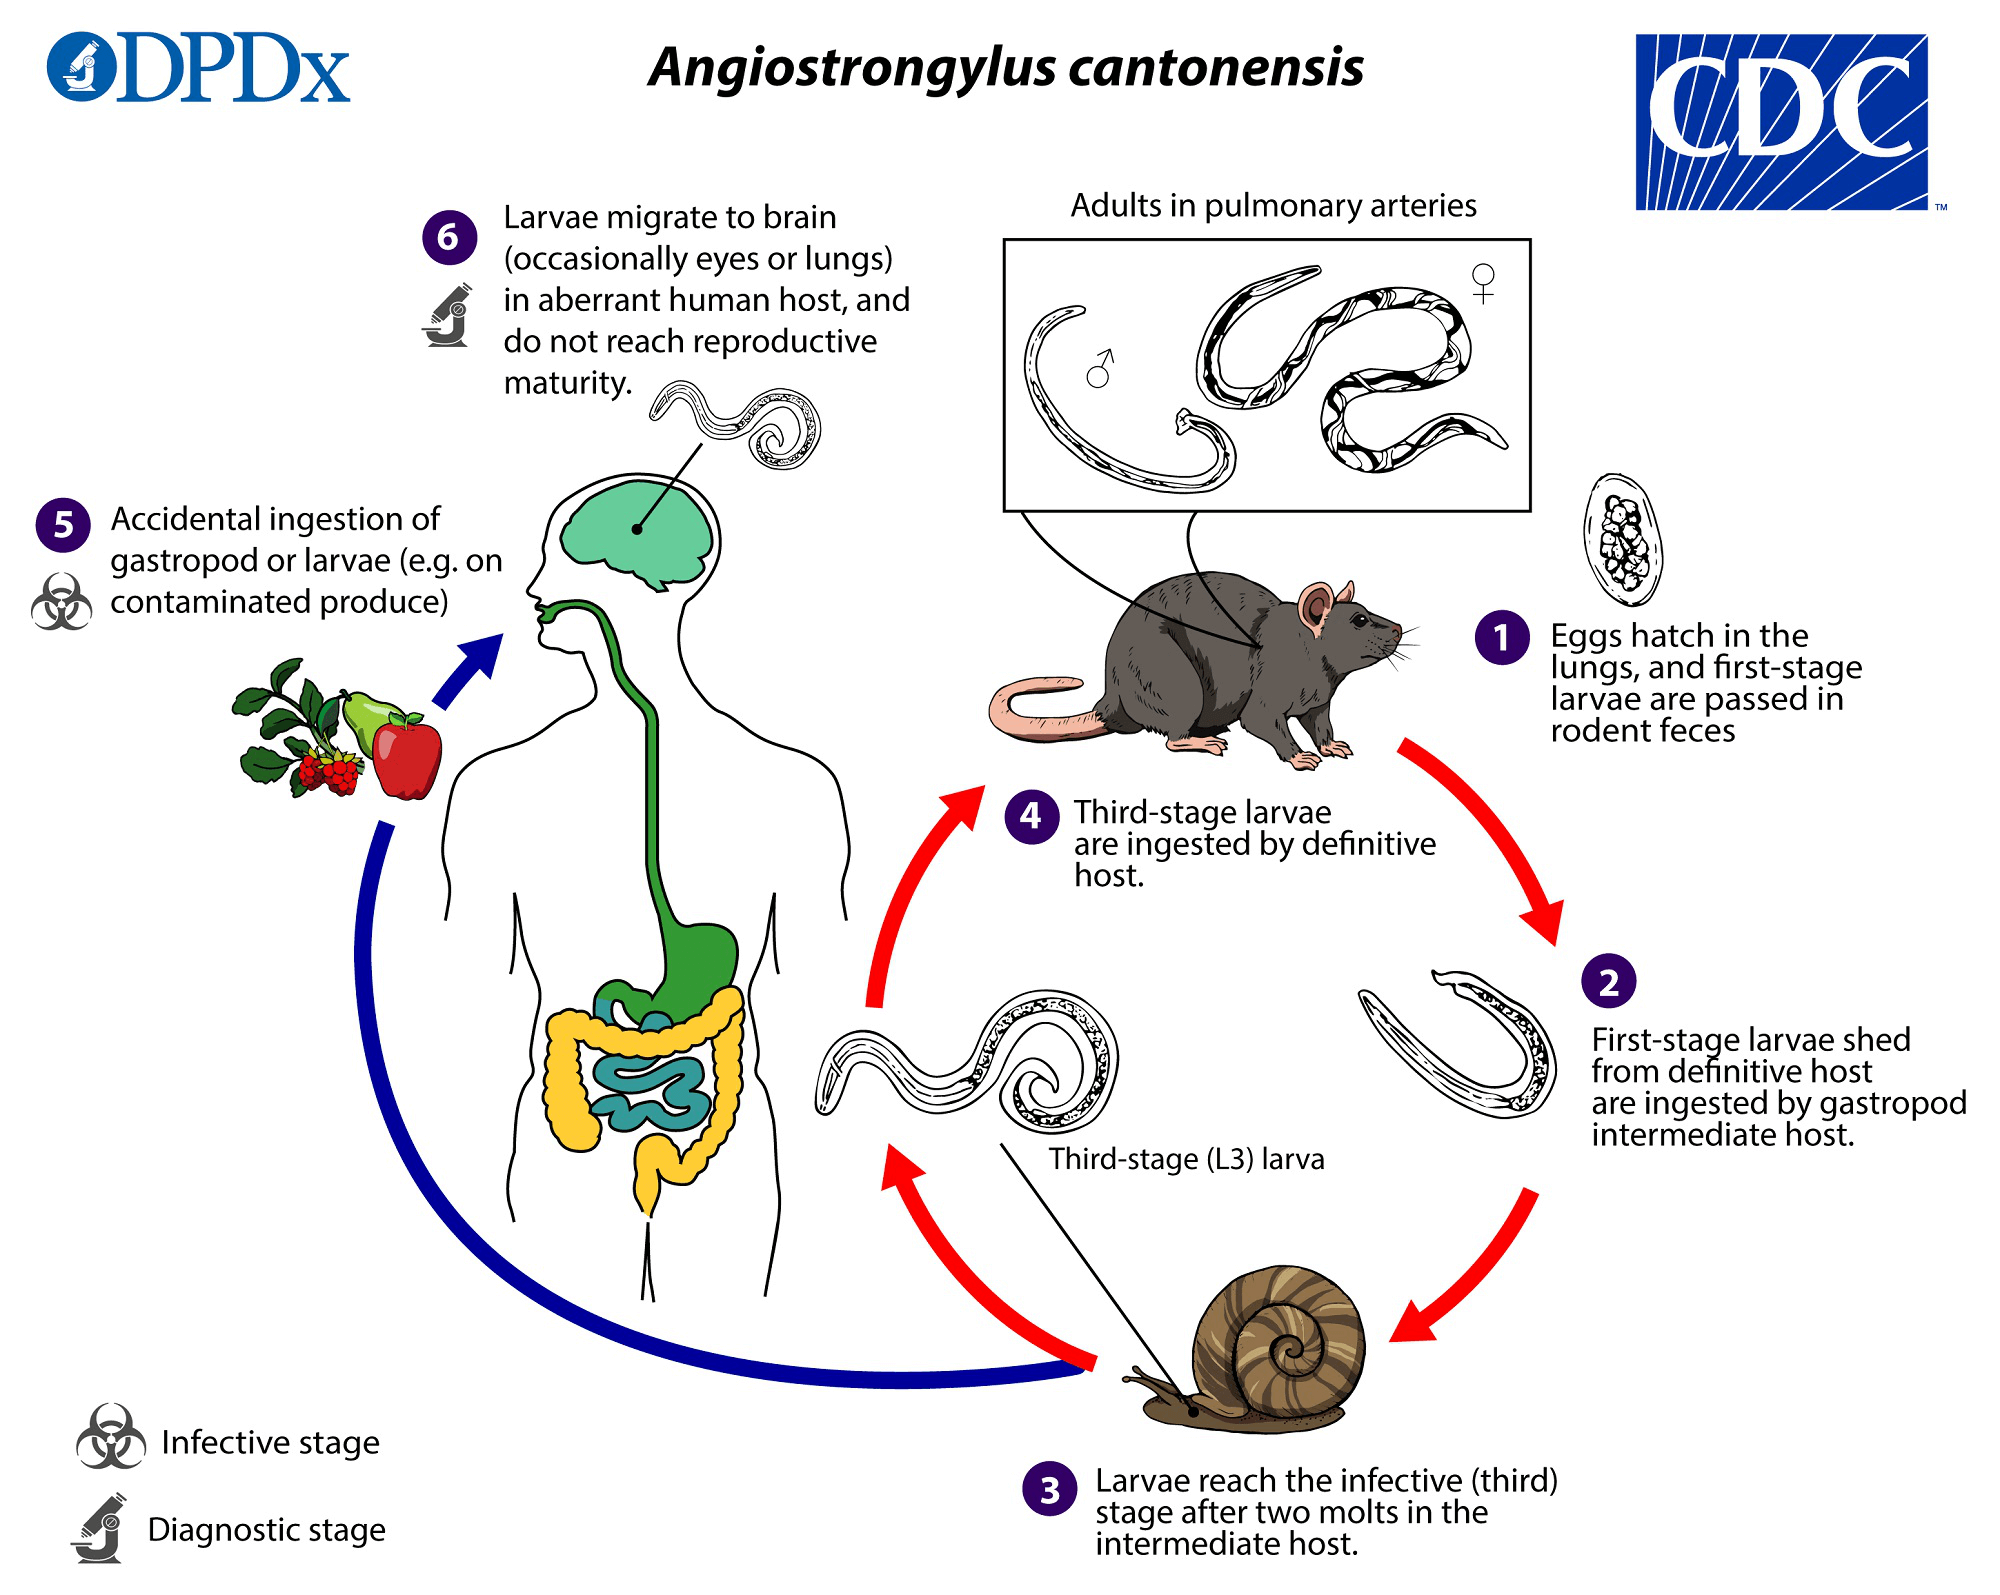 DPDx
Angiostrongylus cantonensis
CDC
TM
6
Larvae migrate to brain
(occasionally eyes or lungs)
in aberrant human host, and
do not reach reproductive
maturity.
Adults in pulmonary arteries
♀
♂
5
Accidental ingestion of
gastropod or larvae (e.g. on
contaminated produce)
1
Eggs hatch in the
lungs, and first-stage
larvae are passed in
rodent feces
4
Third-stage larvae
are ingested by definitive
host.
2
First-stage larvae shed
from definitive host
are ingested by gastropod
intermediate host.
Third-stage (L3) larva
3
Larvae reach the infective (third)
stage after two molts in the
intermediate host.
Infective stage
Diagnostic stage